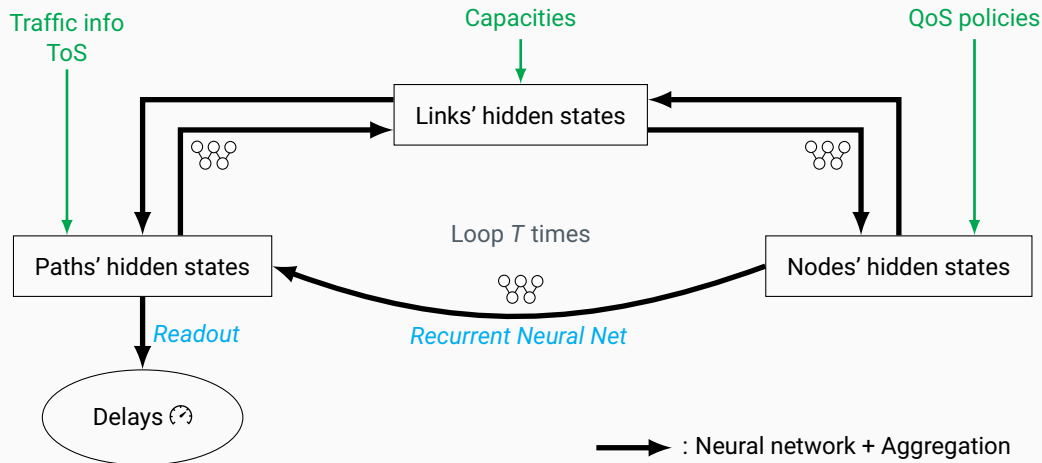 Traffic info
ToS
Capacities
QoS policies
Links' hidden states
Loop T times
Paths' hidden states
Nodes' hidden states
Readout
Recurrent Neural Net
Delays
: Neural network + Aggregation